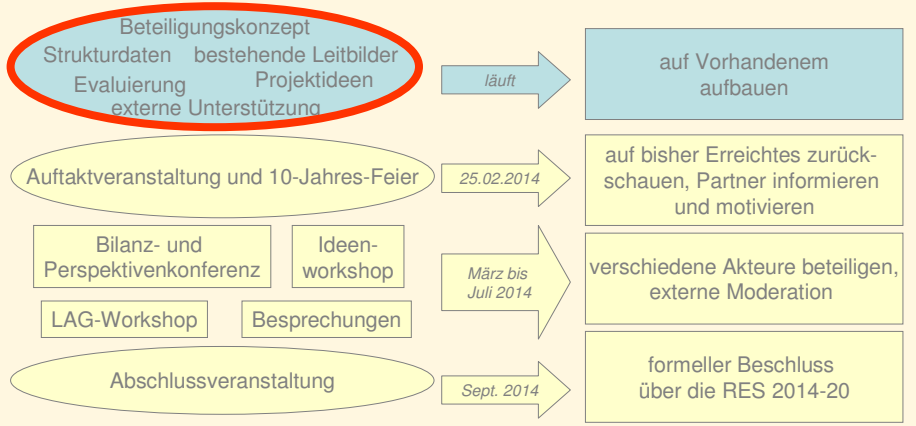 Beteiligungskonzept
Strukturdaten bestehende Leitbilder
Evaluierung Projektideen
externe Unterstützung
läuft
auf Vorhandenem
aufbauen
Auftaktveranstaltung und 10-Jahres-Feier
25.02.2014
auf bisher Erreichtes zurück-
schauen, Partner informieren
und motivieren
Bilanz- und
Perspektivenkonferenz
Ideen-
workshop
LAG-Workshop
Besprechungen
März bis
Juli 2014
verschiedene Akteure beteiligen,
externe Moderation
Abschlussveranstaltung
Sept. 2014
formeller Beschluss
über die RES 2014-20